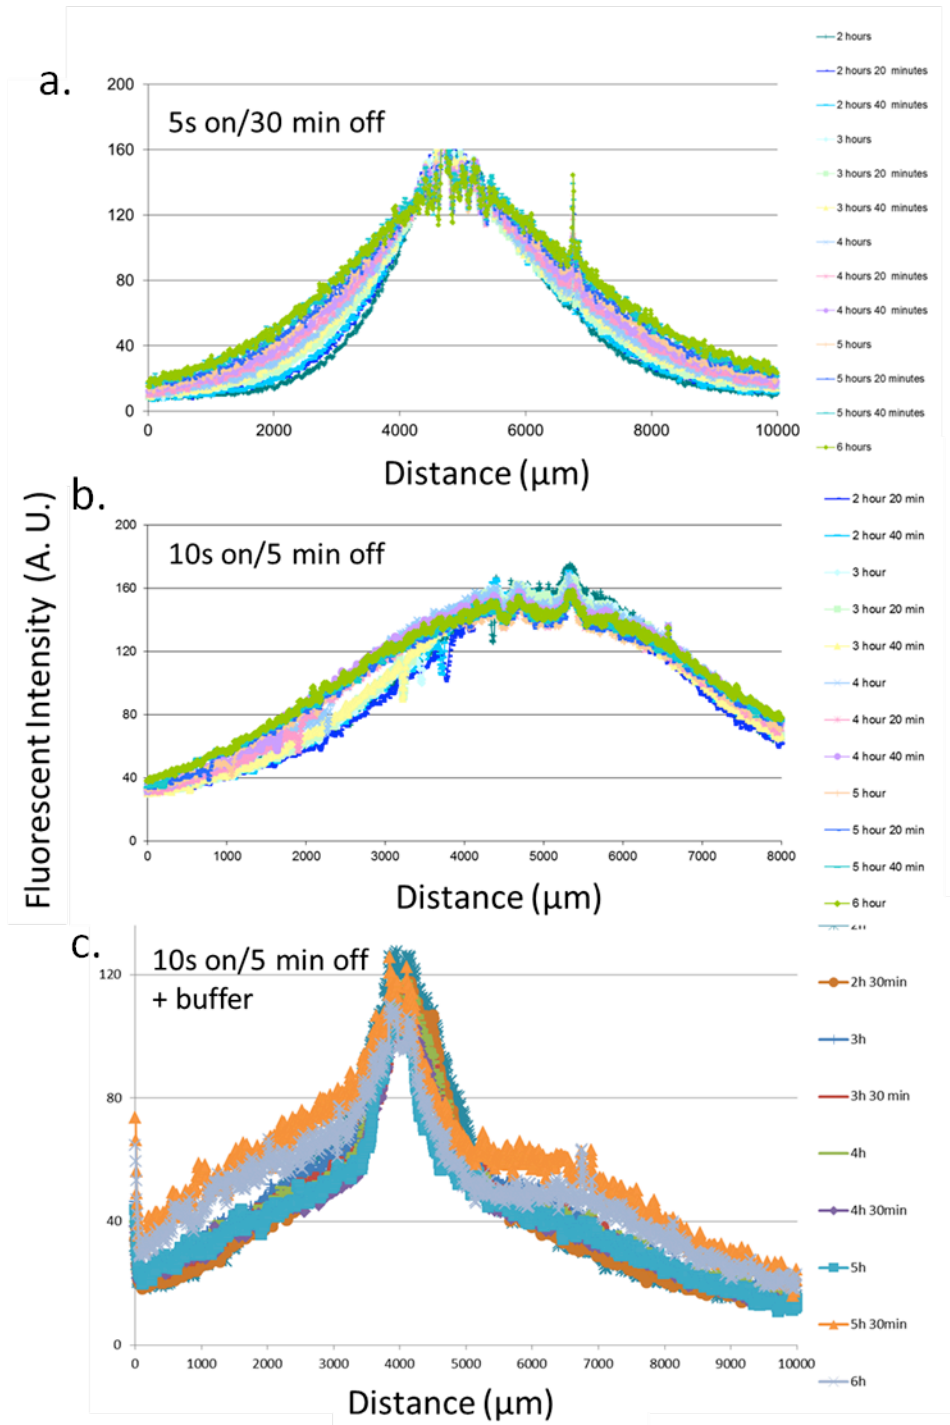 a.
5s on/30 min off
200
160
120
80
40
0
0 2000 4000 6000 8000 10000
Distance (μm)
2 hours
2 hours 20 minutes
2 hours 40 minutes
3 hours
3 hours 20 minutes
3 hours 40 minutes
4 hours
4 hours 20 minutes
4 hours 40 minutes
5 hours
5 hours 20 minutes
5 hours 40 minutes
6 hours
Fluorescent Intensity (A. U.)
b.
10s on/5 min off
200
160
120
80
40
0
0 1000 2000 3000 4000 5000 6000 7000 8000
Distance (μm)
2 hour 20 min
2 hour 40 min
3 hour
3 hour 20 min
3 hour 40 min
4 hour
4 hour 20 min
4 hour 40 min
5 hour
5 hour 20 min
5 hour 40 min
6 hour
c.
10s on/5 min off
+ buffer
120
80
40
0
0 1000 2000 3000 4000 5000 6000 7000 8000 9000 10000
Distance (μm)
2h 30min
3h
3h 30 min
4h
4h 30min
5h
5h 30min
6h